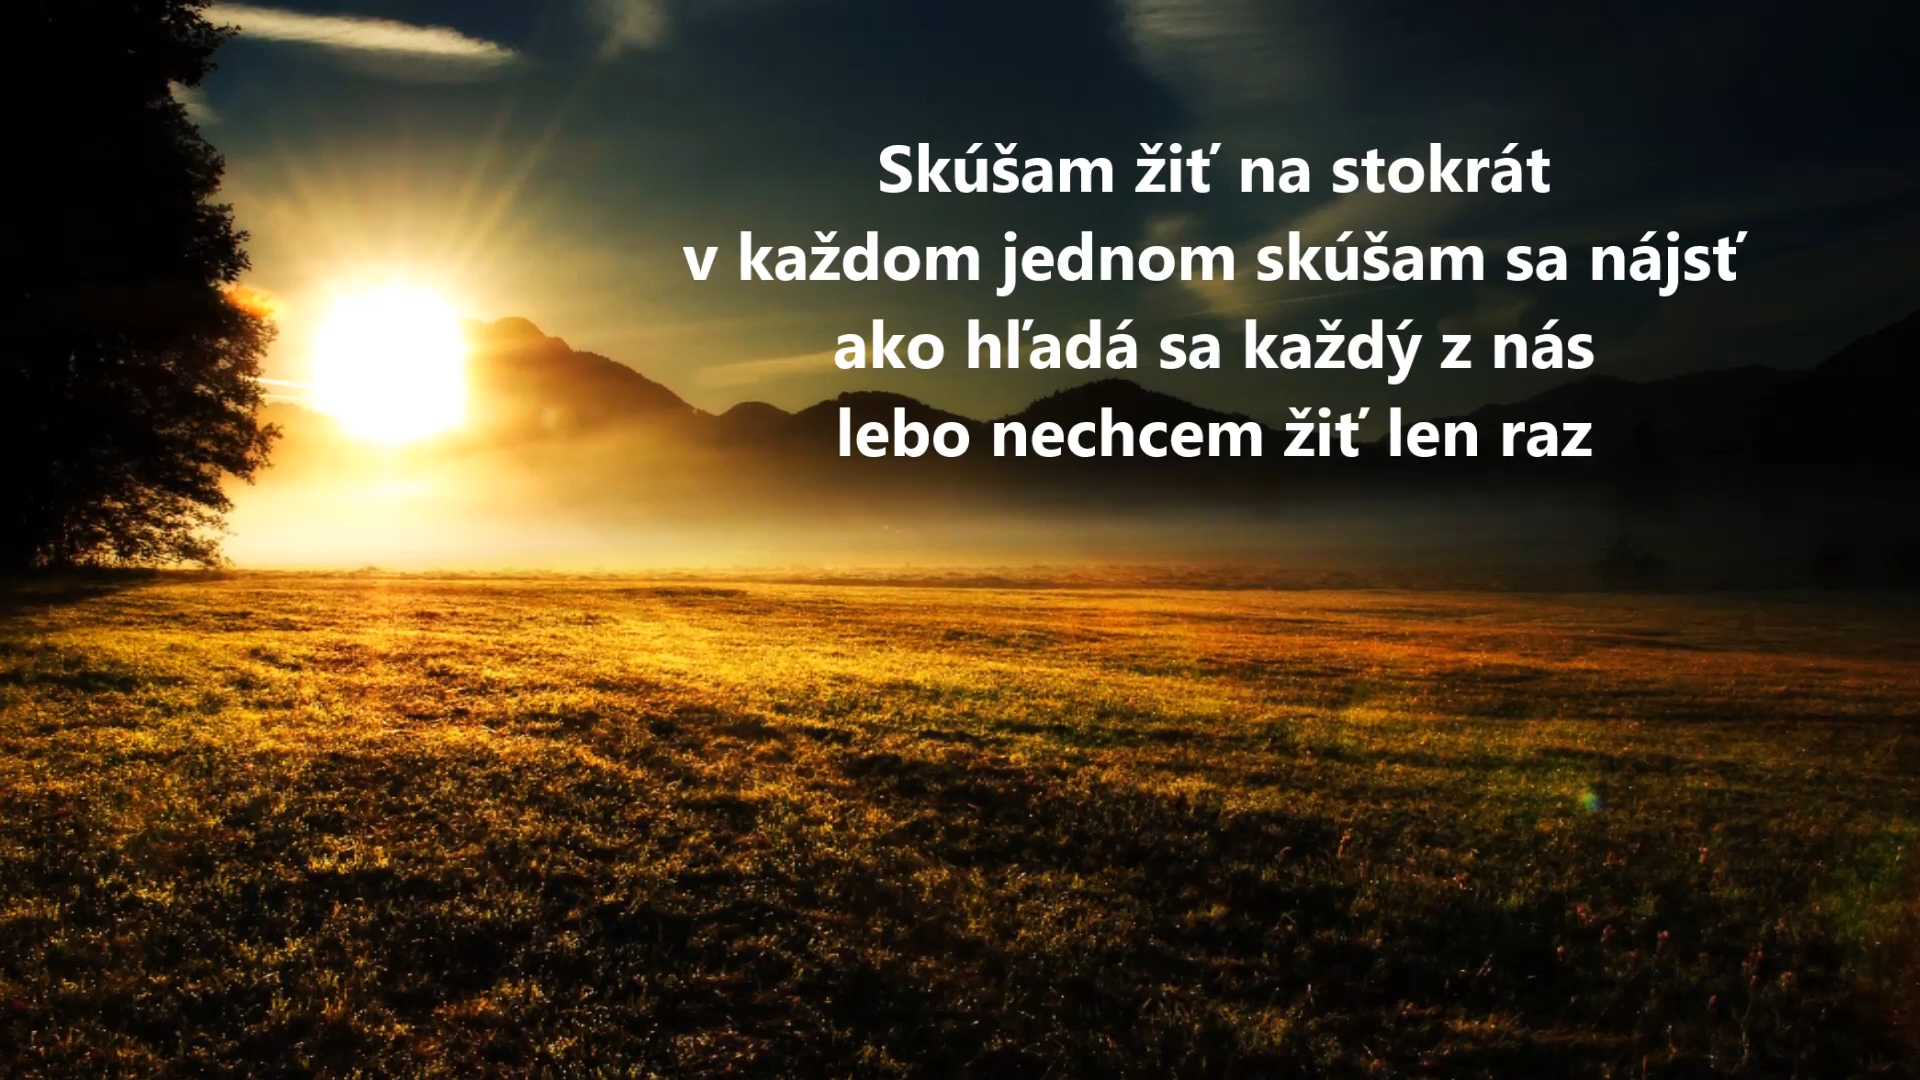 Skúšam žiť na stokrát
v každom jednom skúšam sa nájsť
ako hľadá sa každý z nás
lebo nechcem žiť len raz